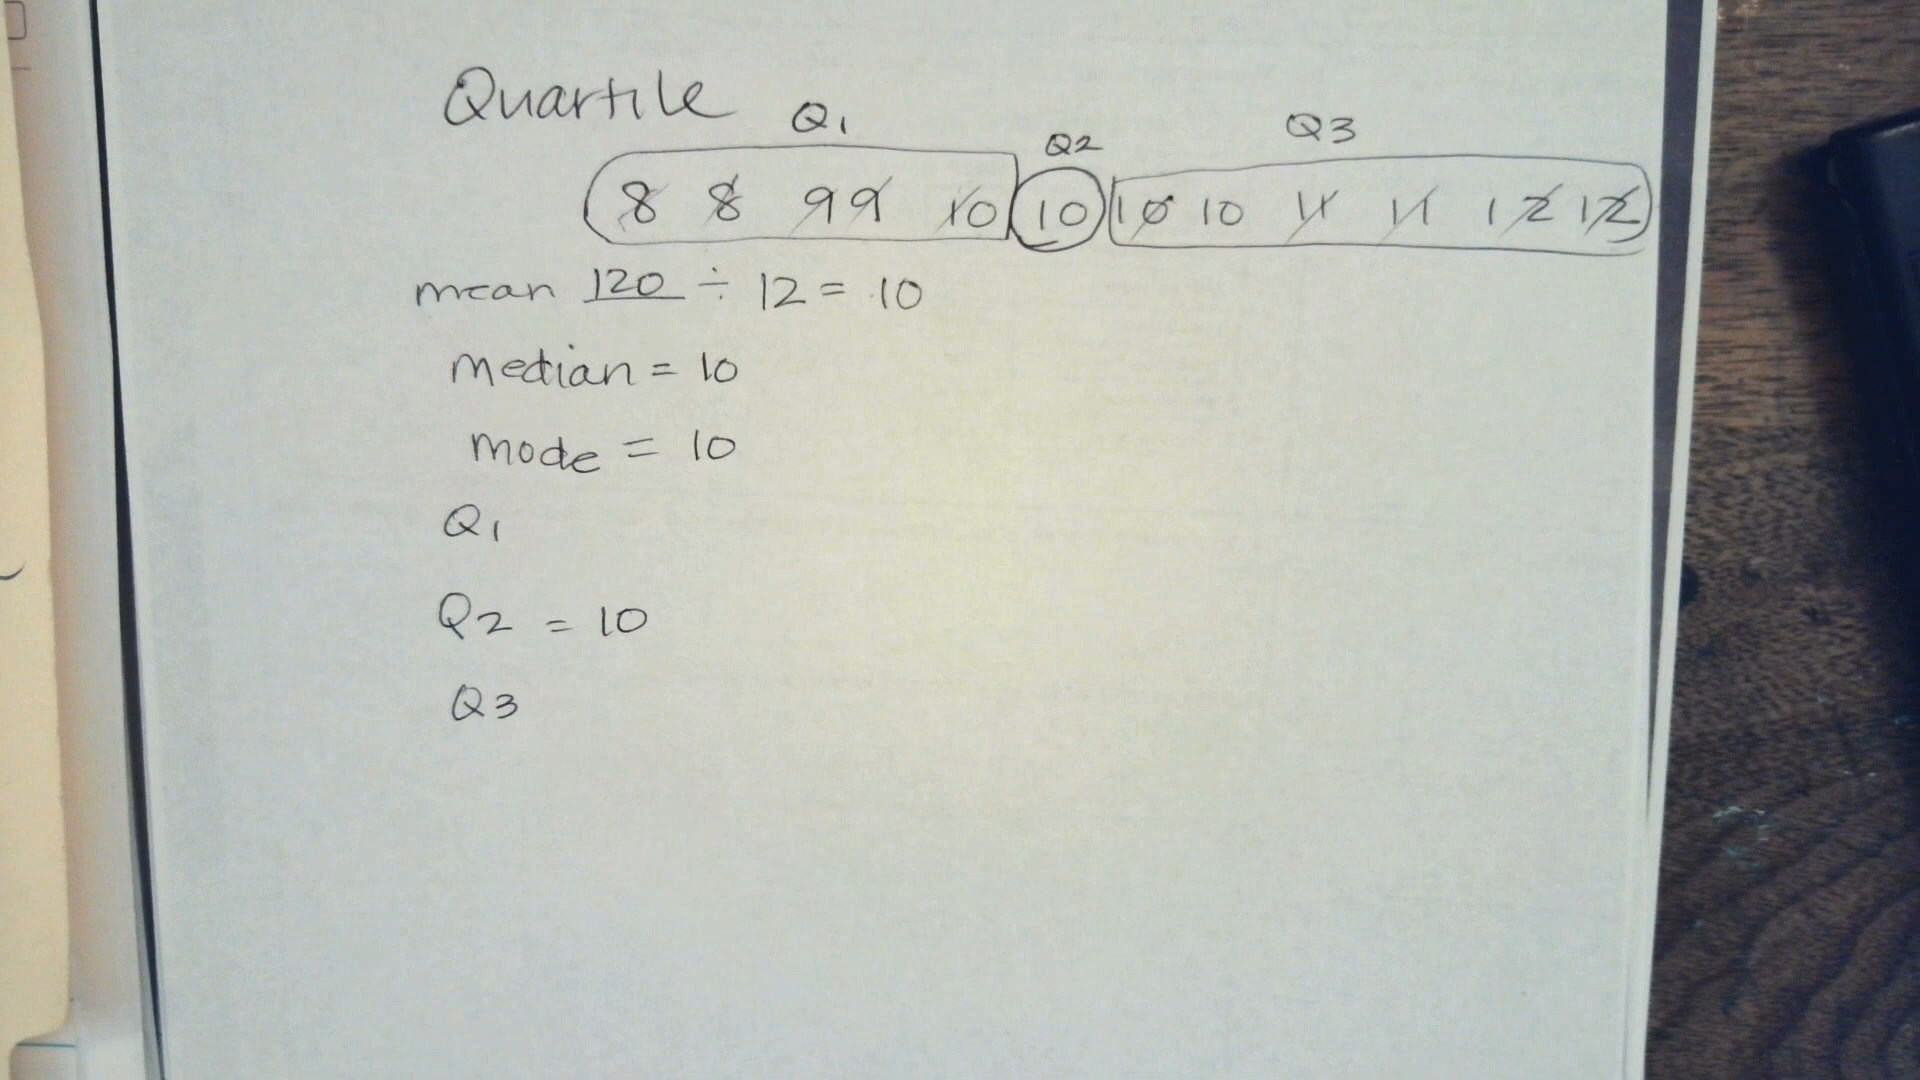 Quartile
Q1 Q2 Q3
8 8 9 9 10 10 10 10 11 11 12 12
mean 120 ÷ 12 = 10
median = 10
mode = 10
Q1
Q2 = 10
Q3